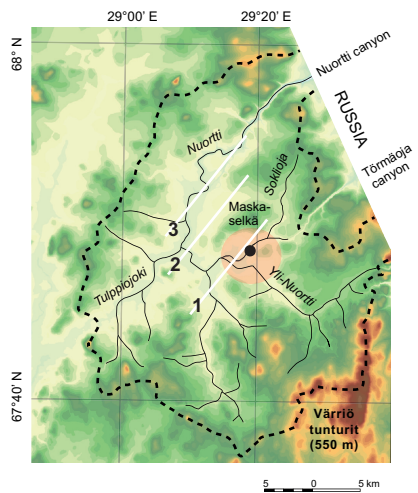 29°00' E
29°20' E
68° N
Nuortti canyon
RUSSIA
Nuortti
Törmäoja
canyon
Soklioja
Maska-
selkä
3
2
Tulppiojoki
1
Yli-Nuortti
67°40' N
Värriö
tunturit
(550 m)
5 0 5 km